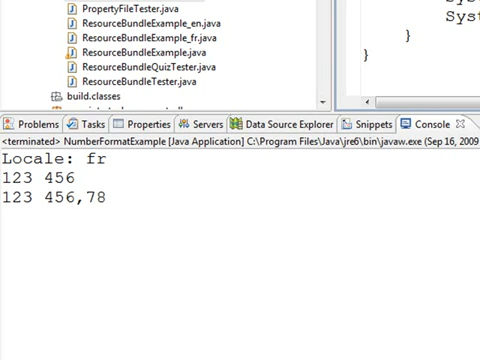 PropertyFileTester.java
ResourceBundleExample_en.java
ResourceBundleExample_fr.java
ResourceBundleExample.java
ResourceBundleQuizTester.java
ResourceBundleTester.java
build.classes
Syst
}
}
Problems Tasks Properties Servers Data Source Explorer Snippets Console
<terminated> NumberFormatExample [Java Application] C:\Program Files\Java\jre6\bin\javaw.exe (Sep 16, 2009
Locale: fr
123 456
123 456,78